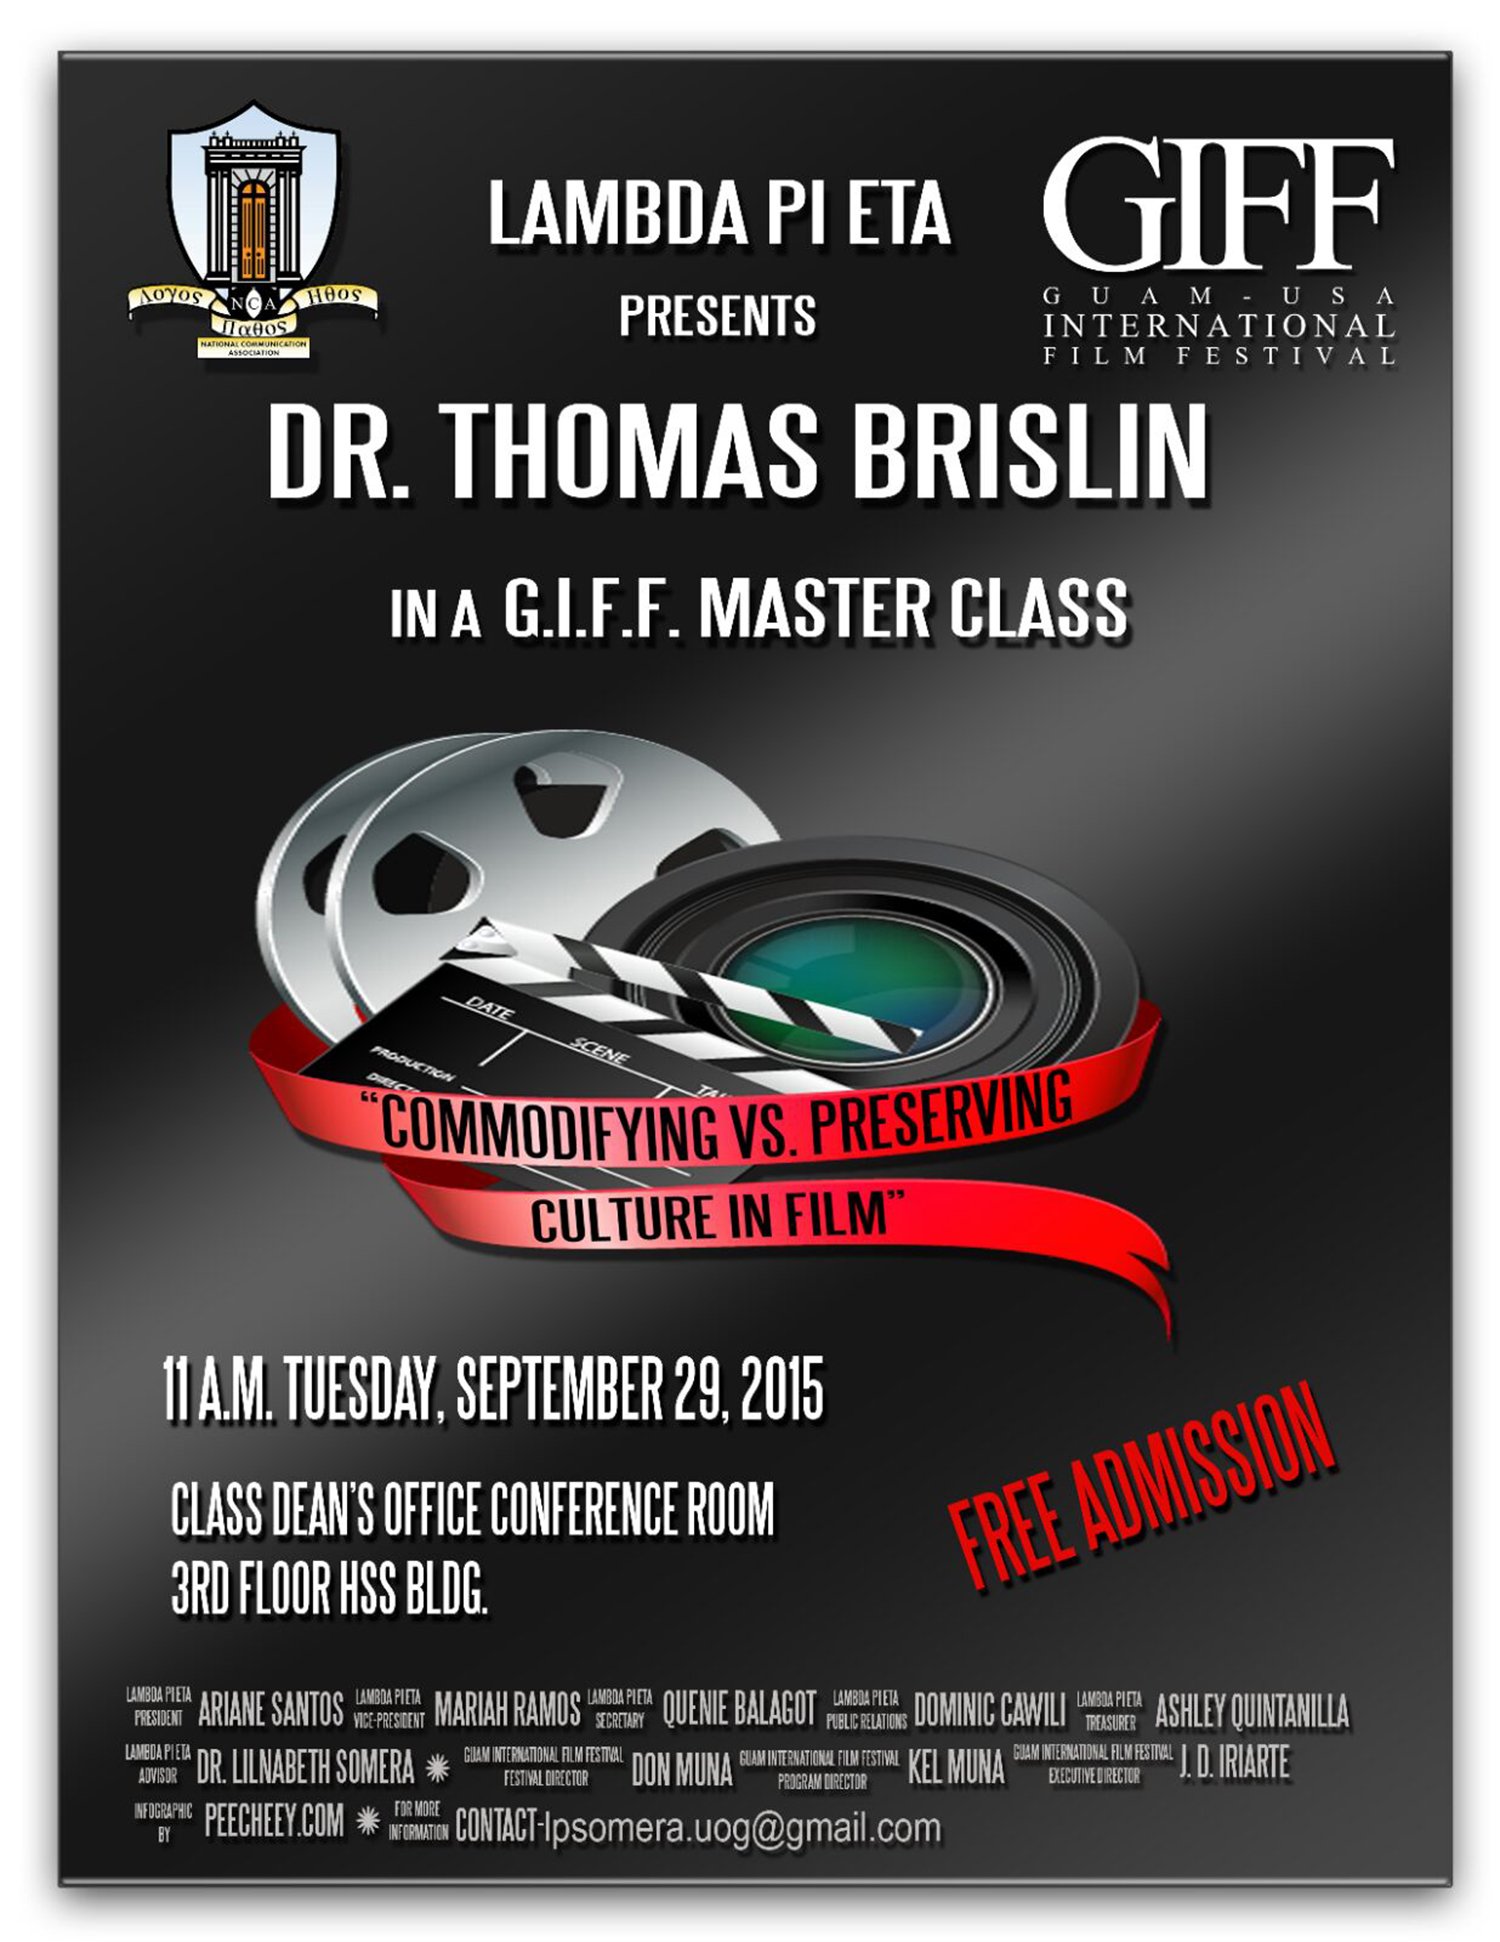 LAMBDA PI ETA
PRESENTS
Λογος NCA Ηθος
Παθος
NATIONAL COMMUNICATION
ASSOCIATION
GIFF
GUAM-USA
INTERNATIONAL
FILM FESTIVAL
DR. THOMAS BRISLIN
IN A G.I.F.F. MASTER CLASS
DATE
SCENE
PRODUCTION
“COMMODIFYING VS. PRESERVING
CULTURE IN FILM”
11 A.M. TUESDAY, SEPTEMBER 29, 2015
CLASS DEAN'S OFFICE CONFERENCE ROOM
3RD FLOOR HSS BLDG.
FREE ADMISSION
LAMBDA PI ETA PRESIDENT ARIANE SANTOS LAMBDA PI ETA VICE-PRESIDENT MARIAH RAMOS LAMBDA PI ETA SECRETARY QUENIE BALAGOT LAMBDA PI ETA PUBLIC RELATIONS DOMINIC CAWILI LAMBDA PI ETA TREASURER ASHLEY QUINTANILLA
LAMBDA PI ETA ADVISOR DR. LILNABETH SOMERA * GUAM INTERNATIONAL FILM FESTIVAL FESTIVAL DIRECTOR DON MUNA GUAM INTERNATIONAL FILM FESTIVAL PROGRAM DIRECTOR KEL MUNA GUAM INTERNATIONAL FILM FESTIVAL EXECUTIVE DIRECTOR J. D. IRIARTE
INFOGRAPHIC BY PEECHEEY.COM * FOR MORE INFORMATION CONTACT-lpsomera.uog@gmail.com